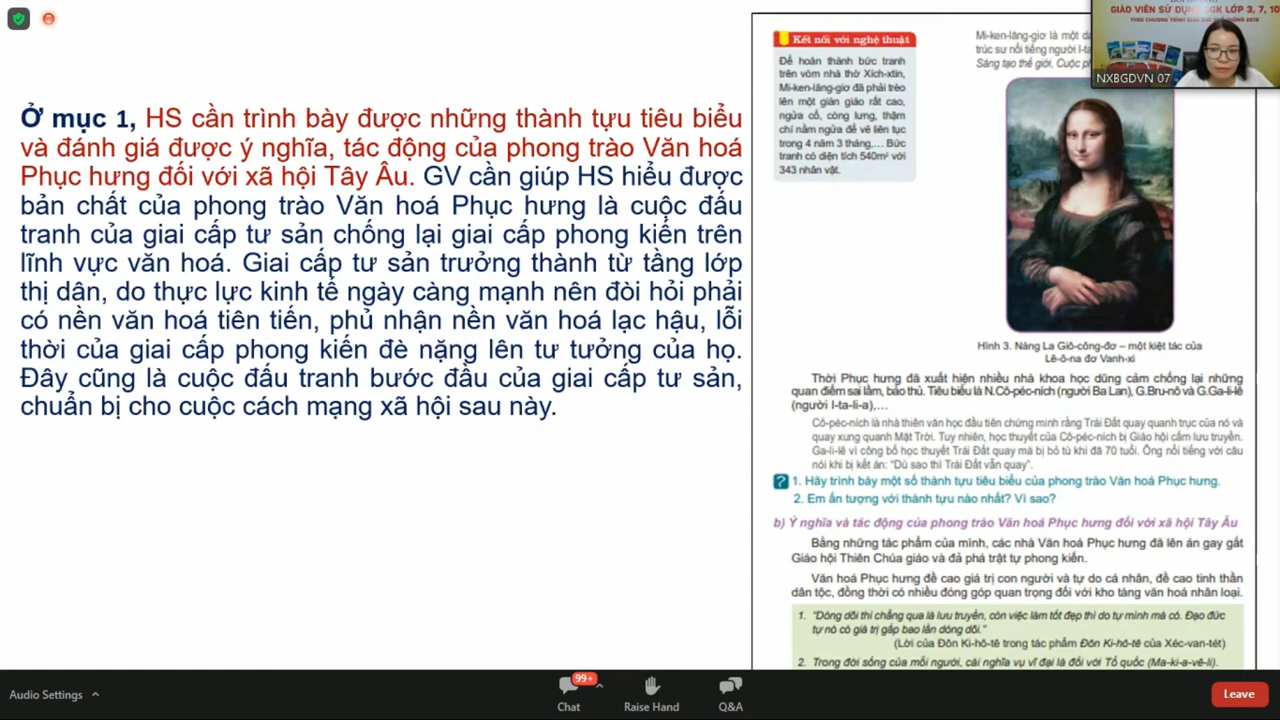 Ở mục 1, HS cần trình bày được những thành tựu tiêu biểu
và đánh giá được ý nghĩa, tác động của phong trào Văn hoá
Phục hưng đối với xã hội Tây Âu. GV cần giúp HS hiểu được
bản chất của phong trào Văn hoá Phục hưng là cuộc đấu
tranh của giai cấp tư sản chống lại giai cấp phong kiến trên
lĩnh vực văn hoá. Giai cấp tư sản trưởng thành từ tầng lớp
thị dân, do thực lực kinh tế ngày càng mạnh nên đòi hỏi phải
có nền văn hoá tiên tiến, phủ nhận nền văn hoá lạc hậu, lỗi
thời của giai cấp phong kiến đè nặng lên tư tưởng của họ.
Đây cũng là cuộc đấu tranh bước đầu của giai cấp tư sản,
chuẩn bị cho cuộc cách mạng xã hội sau này.
Kết nối với nghệ thuật
Để hoàn thành bức tranh
trên vòm nhà thờ Xích-xtin,
Mi-ken-lăng-giơ đã phải trèo
lên một giàn giáo rất cao,
ngửa cổ, còng lưng, thậm
chí nằm ngửa để vẽ liên tục
trong 4 năm 3 tháng,... Bức
tranh có diện tích 540m² với
343 nhân vật.
Mi-ken-lăng-giơ là một
trúc sư nổi tiếng người
Sáng tạo thế giới, Cuộc
GIÁO VIÊN SỬ DỤNG SGK LỚP 3, 7, 10
NXBGDVN 07
Hình 3. Nàng La Giô-công-đơ – một kiệt tác của
Lê-ô-na đơ Vanh-xi
Thời Phục hưng đã xuất hiện nhiều nhà khoa học dũng cảm chống lại những
quan điểm sai lầm, bảo thủ. Tiêu biểu là N.Cô-péc-ních (người Ba Lan), G.Bru-nô và G.Ga-li-lê
(người I-ta-li-a),...
Cô-péc-ních là nhà thiên văn học đầu tiên chứng minh rằng Trái Đất quay quanh trục của nó và
quay xung quanh Mặt Trời. Tuy nhiên, học thuyết của Cô-péc-ních bị Giáo hội cấm lưu truyền.
Ga-li-lê vì công bố học thuyết Trái Đất quay mà bị bỏ tù khi đã 70 tuổi. Ông nổi tiếng với câu
nói khi bị kết án: "Dù sao thì Trái Đất vẫn quay".
? 1. Hãy trình bày một số thành tựu tiêu biểu của phong trào Văn hoá Phục hưng.
2. Em ấn tượng với thành tựu nào nhất? Vì sao?
b) Ý nghĩa và tác động của phong trào Văn hoá Phục hưng đối với xã hội Tây Âu
Bằng những tác phẩm của mình, các nhà Văn hoá Phục hưng đã lên án gay gắt
Giáo hội Thiên Chúa giáo và đả phá trật tự phong kiến.
Văn hoá Phục hưng đề cao giá trị con người và tự do cá nhân, đề cao tinh thần
dân tộc, đồng thời có nhiều đóng góp quan trọng đối với kho tàng văn hoá nhân loại.
1. "Dòng dõi thì chẳng qua là lưu truyền, còn việc làm tốt đẹp thì do tự mình mà có. Đạo đức
tự nó có giá trị gấp bao lần dòng dõi."
(Lời của Đôn Ki-hô-tê trong tác phẩm Đôn Ki-hô-tê của Xéc-van-tét)
2. Trong đời sống của mỗi người, cái nghĩa vụ vĩ đại là đối với Tổ quốc (Ma-ki-a-vê-li).
Audio Settings
99+
Chat
Raise Hand
Q&A
Leave